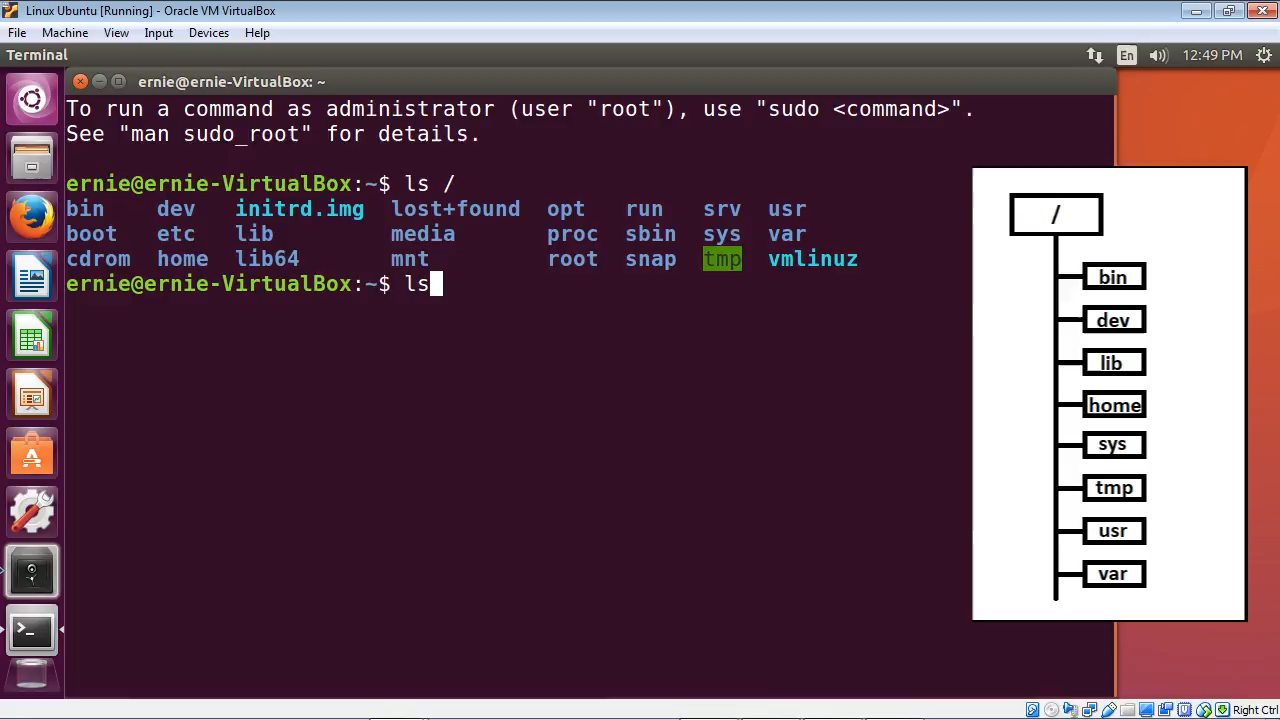 Linux Ubuntu [Running] - Oracle VM VirtualBox
File Machine View Input Devices Help
Terminal En 12:49 PM
ernie@ernie-VirtualBox: ~
To run a command as administrator (user "root"), use "sudo <command>".
See "man sudo_root" for details.
ernie@ernie-VirtualBox:~$ ls /
bin dev initrd.img lost+found opt run srv usr
boot etc lib media proc sbin sys var
cdrom home lib64 mnt root snap tmp vmlinuz
ernie@ernie-VirtualBox:~$ ls
/
bin
dev
lib
home
sys
tmp
usr
var
Right Ctrl